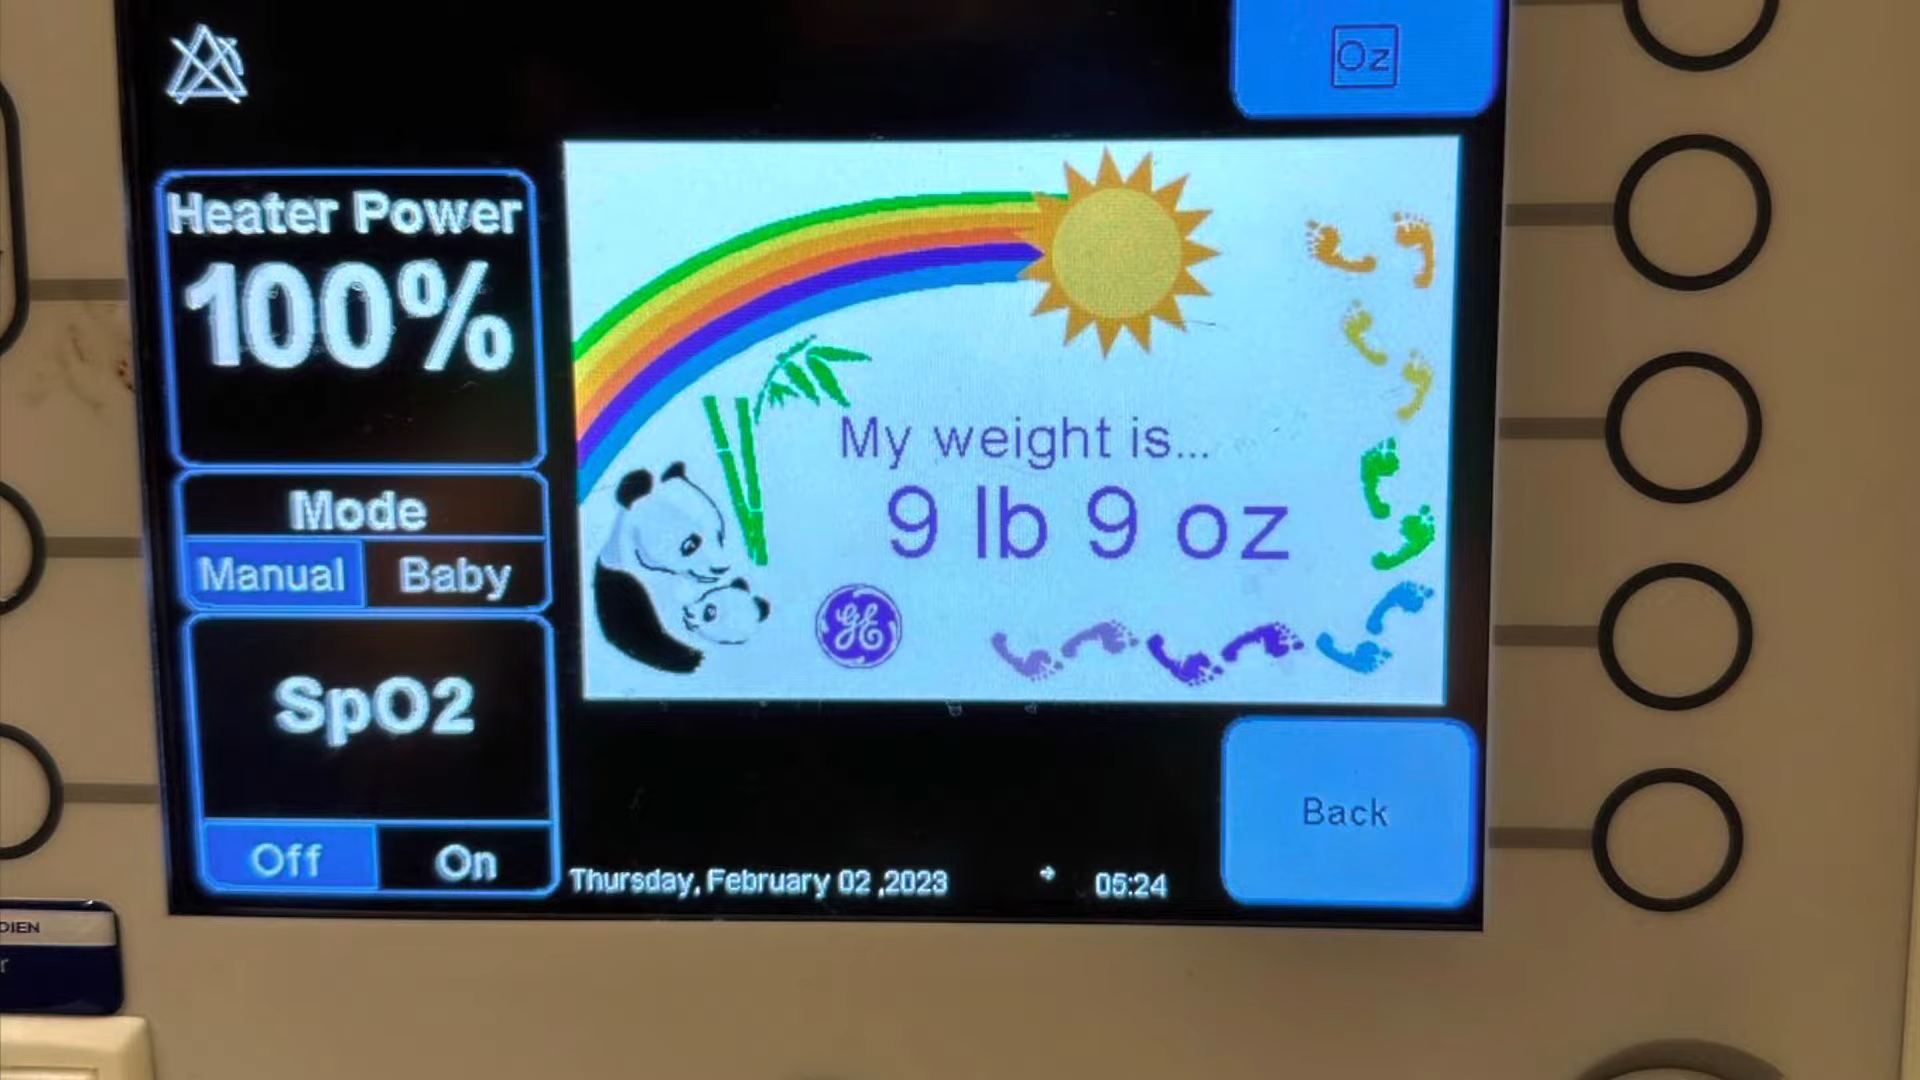 Oz
Heater Power
100%
Mode
Manual Baby
SpO2
Off On
My weight is...
9 lb 9 oz
GE
Back
Thursday, February 02 ,2023 05:24
DIEN
r